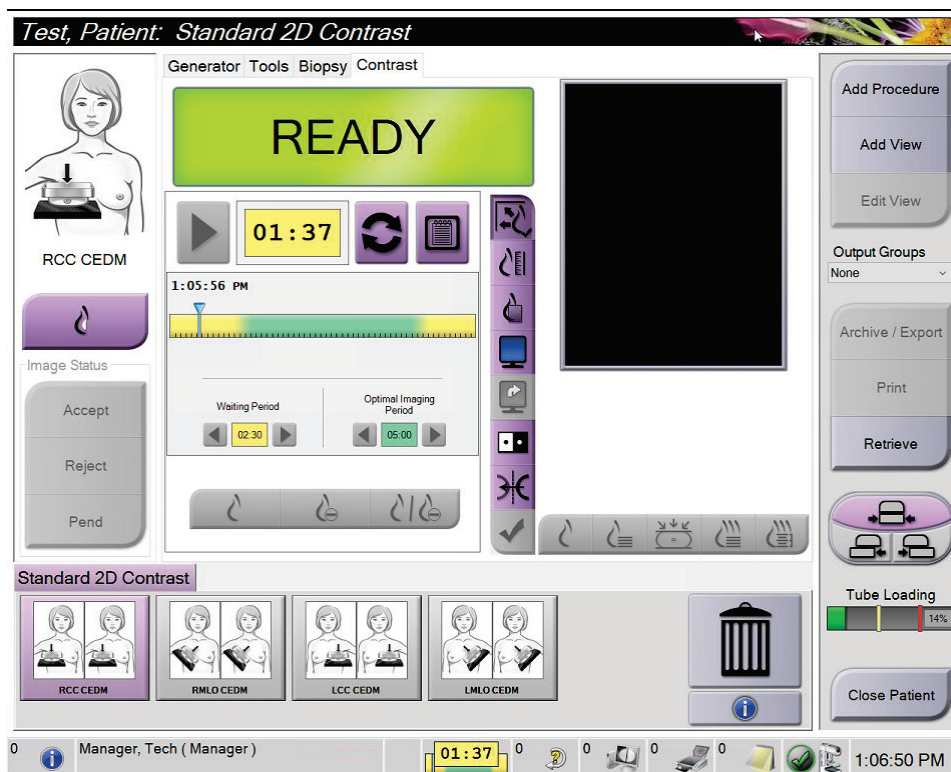 Test, Patient: Standard 2D Contrast
Generator Tools Biopsy Contrast
READY
RCC CEDM
01:37
1:05:56 PM
Waiting Period
Optimal Imaging
Period
02:30
05:00
Image Status
Accept
Reject
Pend
Add Procedure
Add View
Edit View
Output Groups
None
Archive / Export
Print
Retrieve
Tube Loading
14%
Close Patient
Standard 2D Contrast
RCC CEDM
RMLO CEDM
LCC CEDM
LMLO CEDM
0 Manager, Tech ( Manager ) 01:37 0 0 0 0 1:06:50 PM